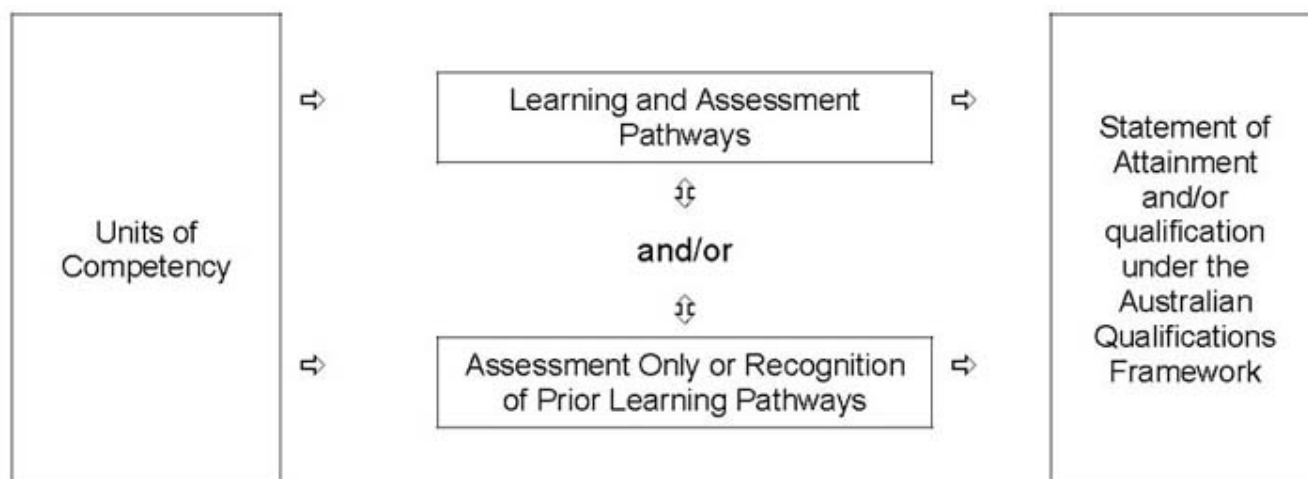 Units of
Competency
Learning and Assessment
Pathways
and/or
Assessment Only or Recognition
of Prior Learning Pathways
Statement of
Attainment
and/or
qualification
under the
Australian
Qualifications
Framework